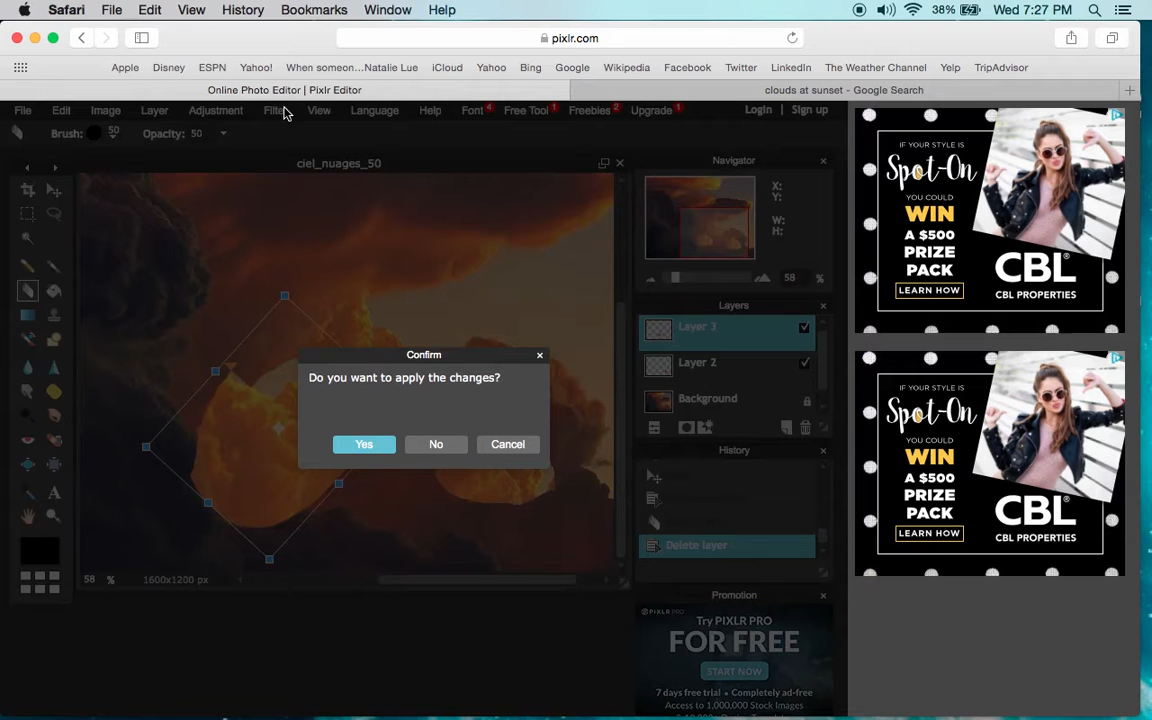 Safari File Edit View History Bookmarks Window Help 38% Wed 7:27 PM
pixlr.com
Apple Disney ESPN Yahoo! When someon...Natalie Lue iCloud Yahoo Bing Google Wikipedia Facebook Twitter LinkedIn The Weather Channel Yelp TripAdvisor
Online Photo Editor | Pixlr Editor clouds at sunset - Google Search
File Edit Image Layer Adjustment Filter View Language Help Font 4 Free Tool 1 Freebies 2 Upgrade 1 Login Sign up
Brush: 50 Opacity: 50
ciel_nuages_50
Navigator
X:
Y:
W:
H:
58 %
Layers
Layer 3
Layer 2
Background
History
Delete layer
Confirm
Do you want to apply the changes?
Yes No Cancel
A
58 % 1600x1200 px
Promotion
PIXLR PRO
Try PIXLR PRO
FOR FREE
START NOW
7 days free trial • Completely ad-free
Access to 1,000,000 Stock Images
IF YOUR STYLE IS
Spot-On
YOU COULD
WIN
A $500
PRIZE
PACK
LEARN HOW
CBL
CBL PROPERTIES
IF YOUR STYLE IS
Spot-On
YOU COULD
WIN
A $500
PRIZE
PACK
LEARN HOW
CBL
CBL PROPERTIES